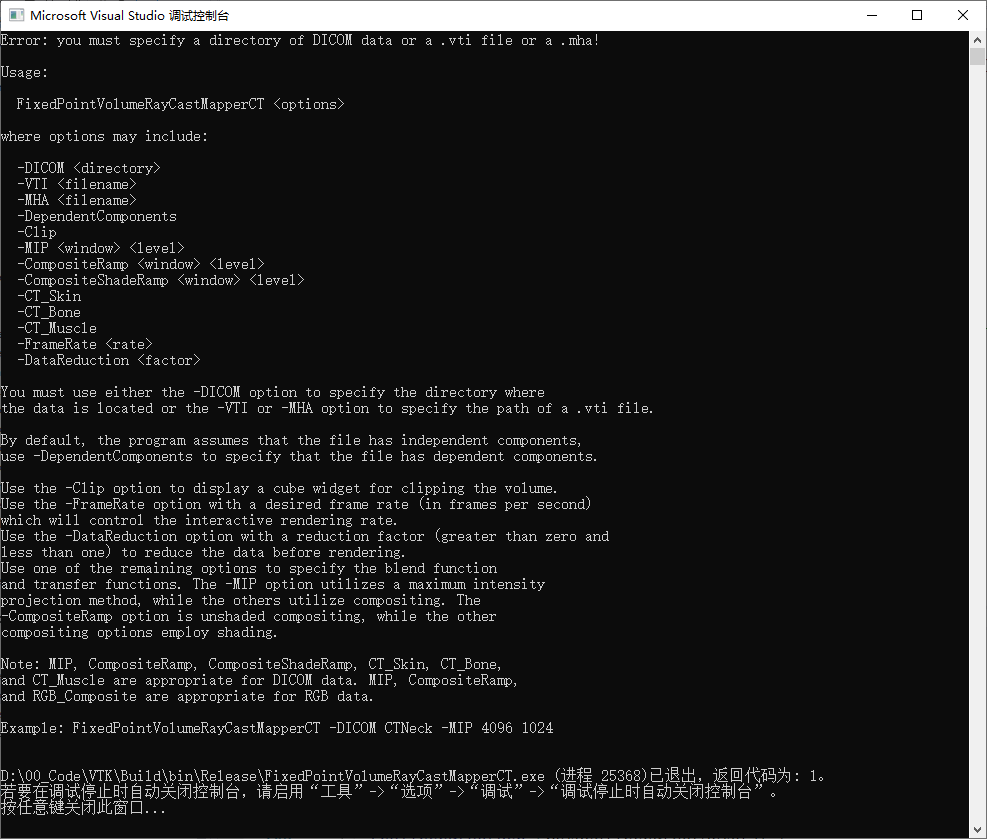 Microsoft Visual Studio 调试控制台
Error: you must specify a directory of DICOM data or a .vti file or a .mha!
Usage:
FixedPointVolumeRayCastMapperCT <options>
where options may include:
-DICOM <directory>
-VTI <filename>
-MHA <filename>
-DependentComponents
-Clip
-MIP <window> <level>
-CompositeRamp <window> <level>
-CompositeShadeRamp <window> <level>
-CT_Skin
-CT_Bone
-CT_Muscle
-FrameRate <rate>
-DataReduction <factor>
You must use either the -DICOM option to specify the directory where
the data is located or the -VTI or -MHA option to specify the path of a .vti file.
By default, the program assumes that the file has independent components,
use -DependentComponents to specify that the file has dependent components.
Use the -Clip option to display a cube widget for clipping the volume.
Use the -FrameRate option with a desired frame rate (in frames per second)
which will control the interactive rendering rate.
Use the -DataReduction option with a reduction factor (greater than zero and
less than one) to reduce the data before rendering.
Use one of the remaining options to specify the blend function
and transfer functions. The -MIP option utilizes a maximum intensity
projection method, while the others utilize compositing. The
-CompositeRamp option is unshaded compositing, while the other
compositing options employ shading.
Note: MIP, CompositeRamp, CompositeShadeRamp, CT_Skin, CT_Bone,
and CT_Muscle are appropriate for DICOM data. MIP, CompositeRamp,
and RGB_Composite are appropriate for RGB data.
Example: FixedPointVolumeRayCastMapperCT -DICOM CTNeck -MIP 4096 1024
D:\00_Code\VTK\Build\bin\Release\FixedPointVolumeRayCastMapperCT.exe (进程 25368)已退出，返回代码为: 1。
若要在调试停止时自动关闭控制台，请启用“工具”->“选项”->“调试”->“调试停止时自动关闭控制台”。
按任意键关闭此窗口...